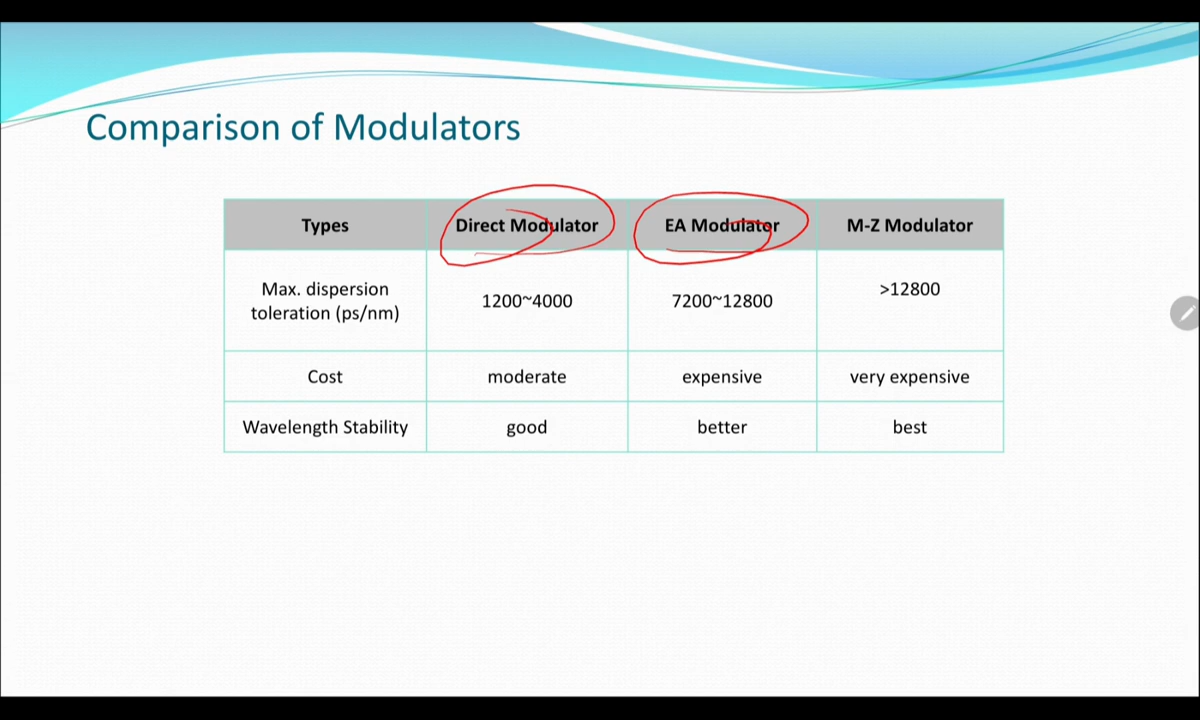 Comparison of Modulators
Types Direct Modulator EA Modulator M-Z Modulator
Max. dispersion
toleration (ps/nm) 1200~4000 7200~12800 >12800
Cost moderate expensive very expensive
Wavelength Stability good better best